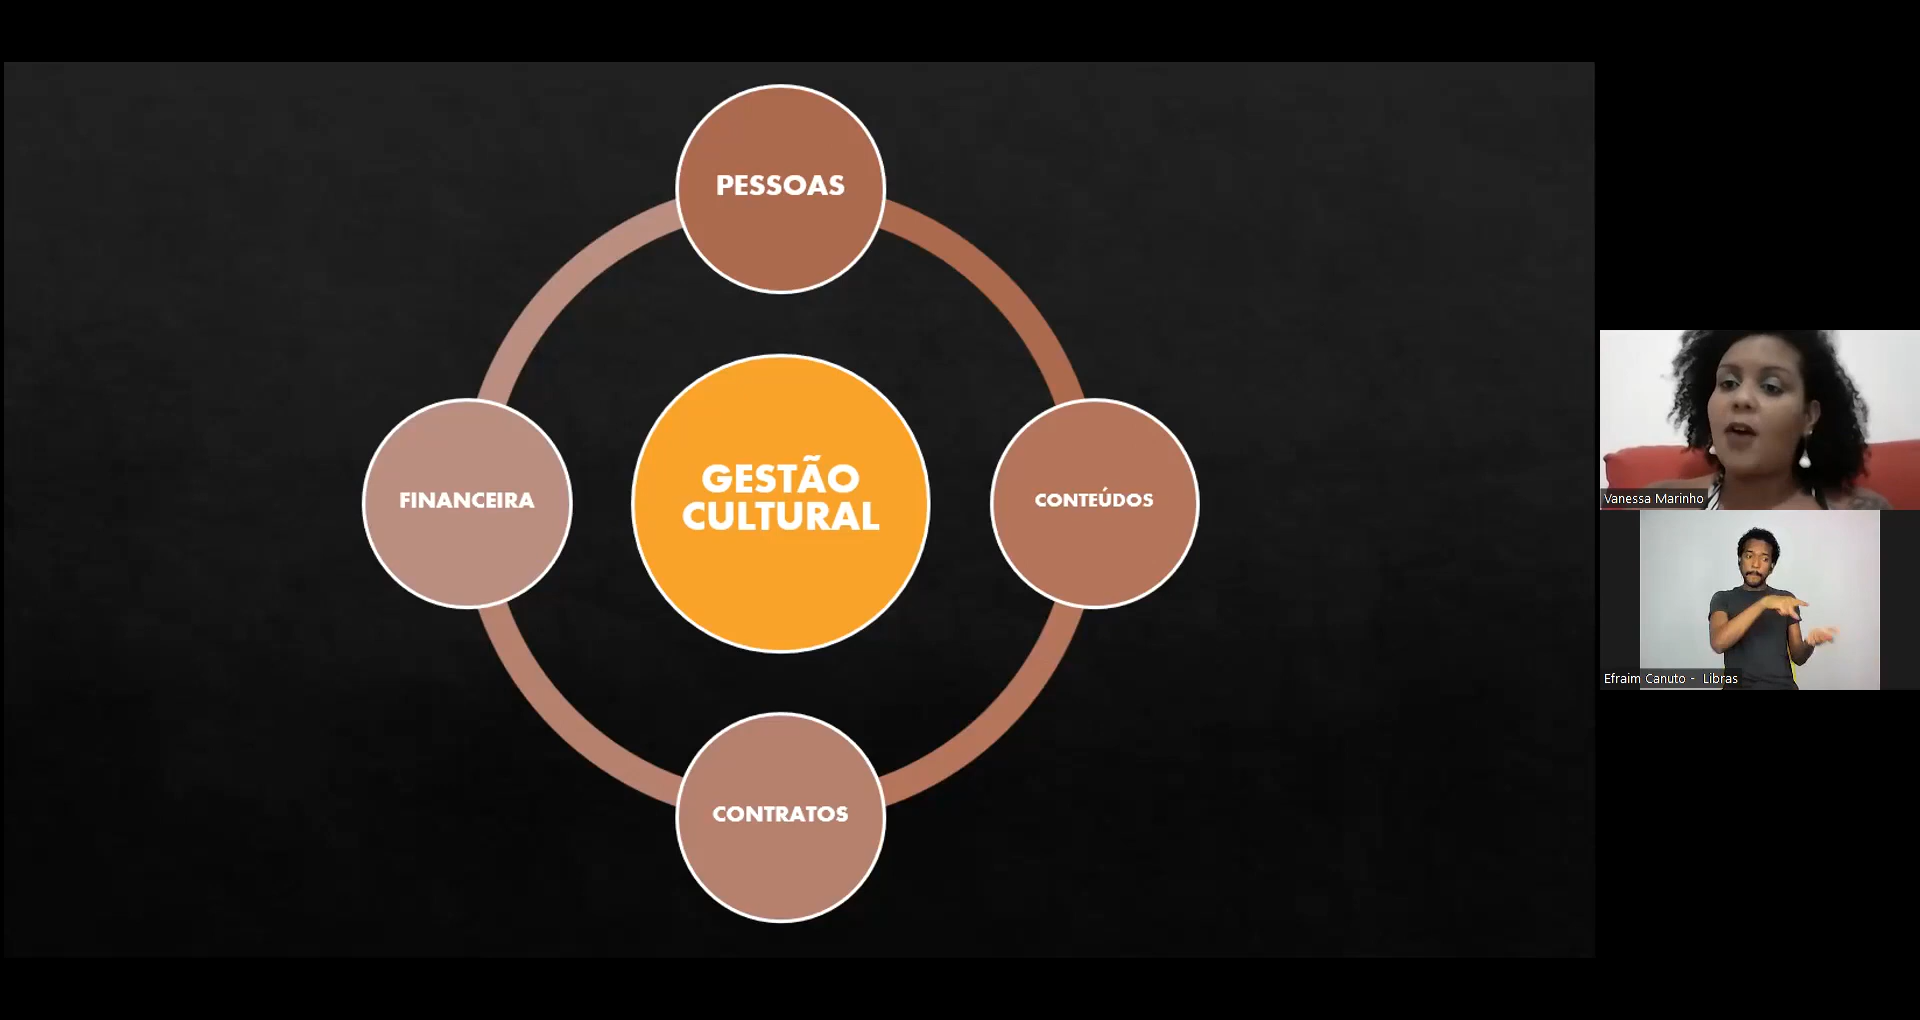 PESSOAS
FINANCEIRA
GESTÃO
CULTURAL
CONTEÚDOS
CONTRATOS
Vanessa Marinho
Efraim Canuto - Libras